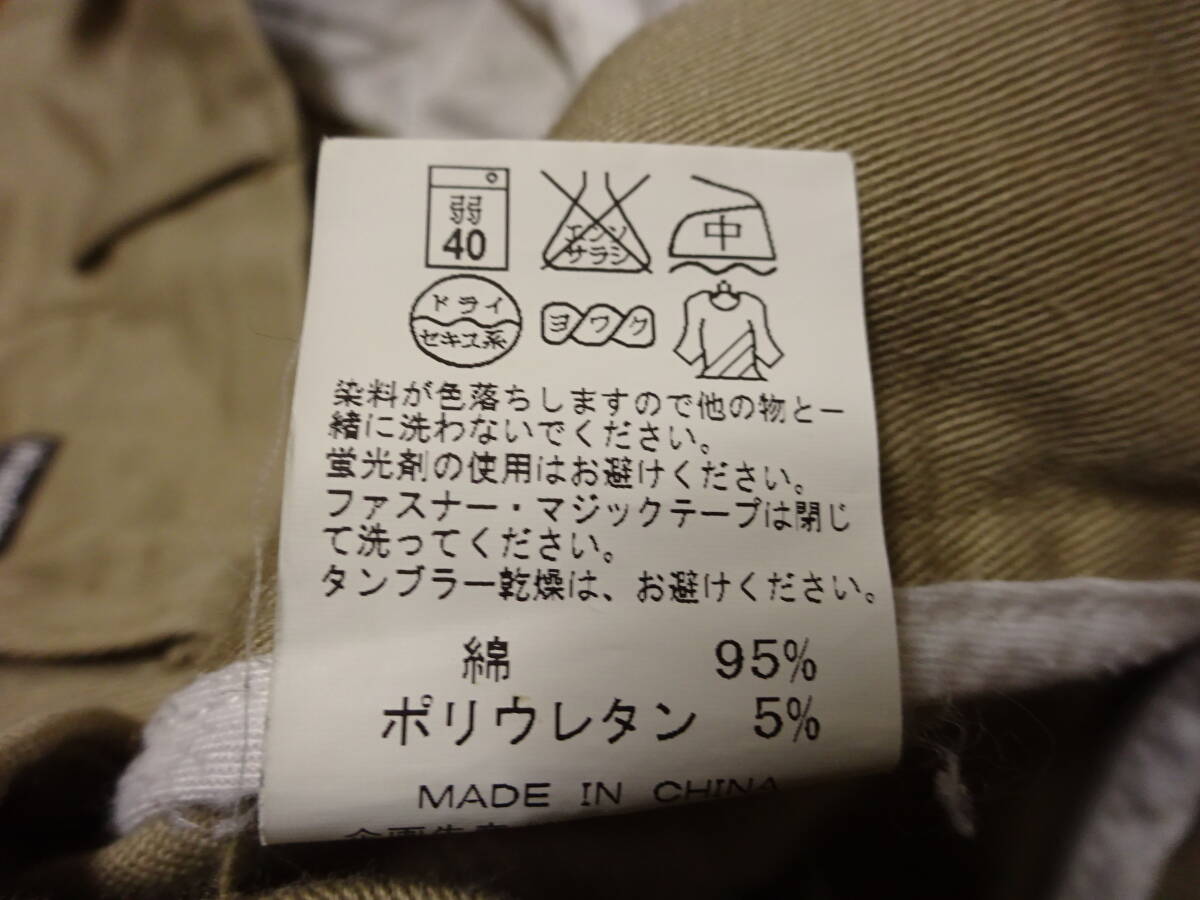 弱
40
エンソ
サラシ
中
ドライ
セキユ系
ヨワク
染料が色落ちしますので他の物と一
緒に洗わないでください。
蛍光剤の使用はお避けください。
ファスナー・マジックテープは閉じ
て洗ってください。
タンブラー乾燥は、お避けください。
綿 95%
ポリウレタン 5%
MADE IN CHINA